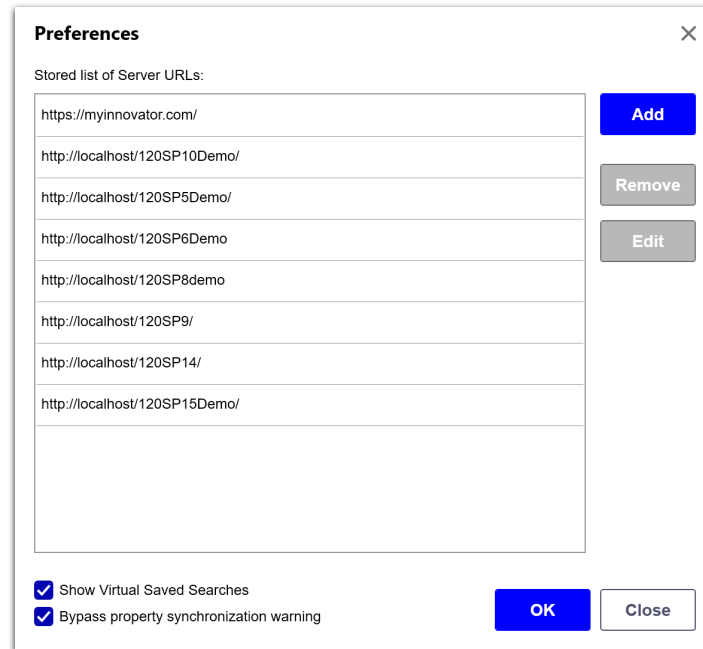 Preferences
Stored list of Server URLs:
https://myinnovator.com/
Add
http://localhost/120SP10Demo/
Remove
http://localhost/120SP5Demo/
http://localhost/120SP6Demo
Edit
http://localhost/120SP8demo
http://localhost/120SP9/
http://localhost/120SP14/
http://localhost/120SP15Demo/
Show Virtual Saved Searches
Bypass property synchronization warning
OK
Close